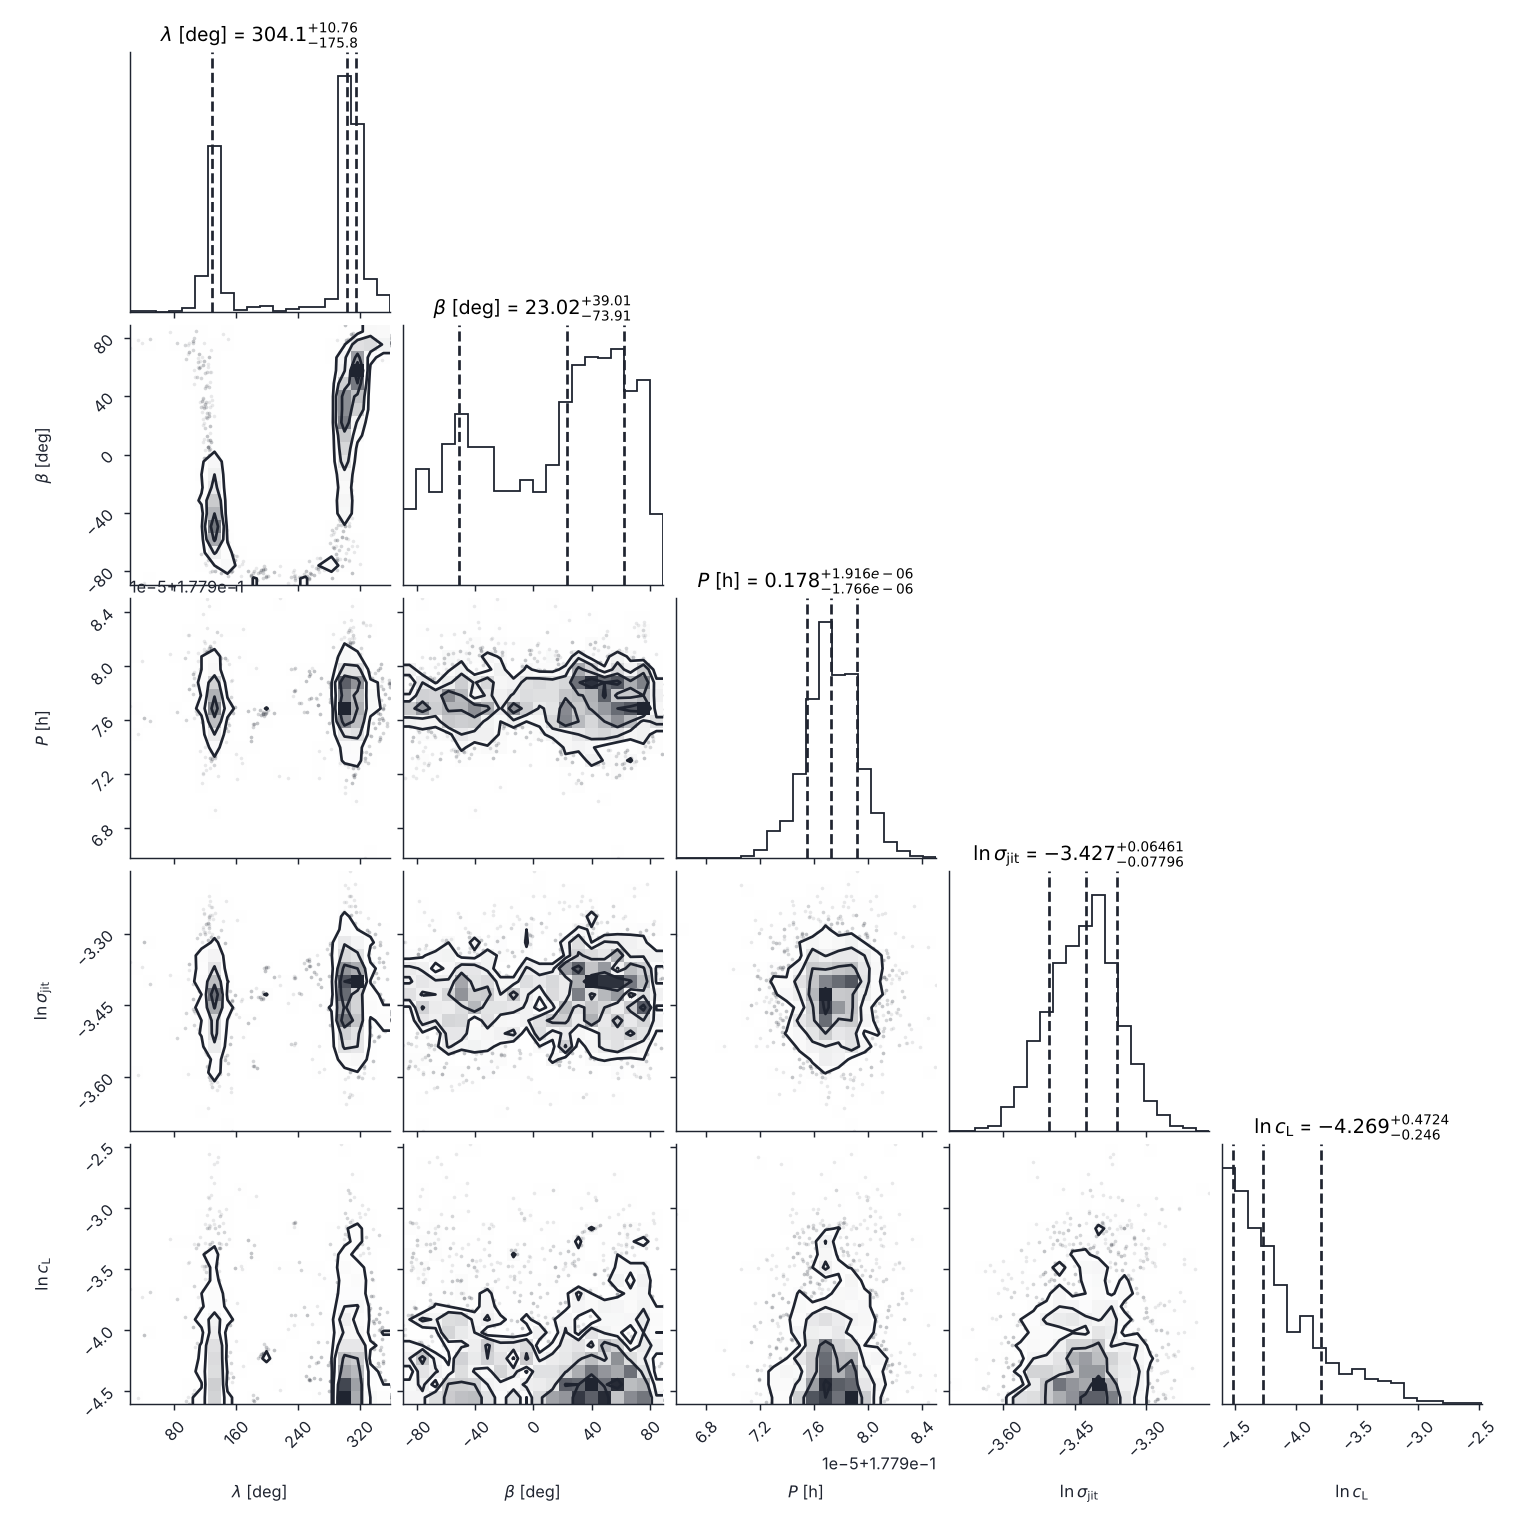 λ [deg] = 304.1+10.76−175.8
β [deg] = 23.02+39.01−73.91
80
40
0
−40
−80
β [deg]
1e−5+1.779e−1
P [h] = 0.178+1.916e−06−1.766e−06
8.4
8.0
7.6
7.2
6.8
P [h]
ln σjit = −3.427+0.06461−0.07796
−3.30
−3.45
−3.60
ln σjit
ln cL = −4.269+0.4724−0.246
−2.5
−3.0
−3.5
−4.0
−4.5
ln cL
80 160 240 320 −80 −40 0 40 80 6.8 7.2 7.6 8.0 8.4 −3.60 −3.45 −3.30 −4.5 −4.0 −3.5 −3.0 −2.5
1e−5+1.779e−1
λ [deg] β [deg] P [h] ln σjit ln cL